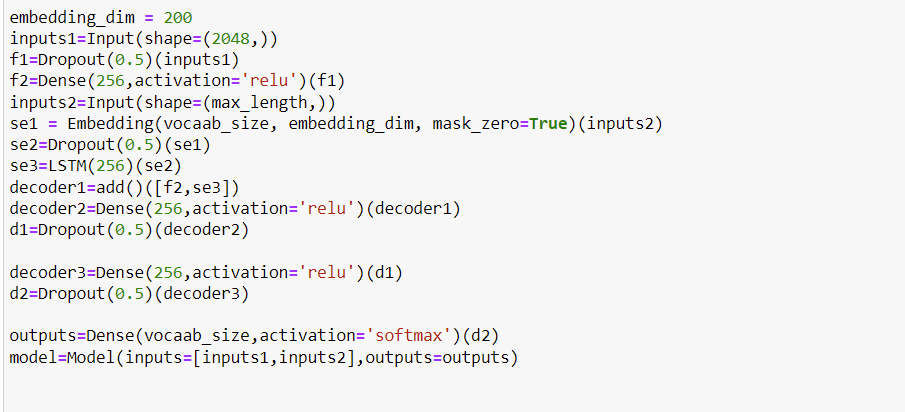 embedding_dim = 200
inputs1=Input(shape=(2048,))
f1=Dropout(0.5)(inputs1)
f2=Dense(256,activation='relu')(f1)
inputs2=Input(shape=(max_length,))
se1 = Embedding(vocaab_size, embedding_dim, mask_zero=True)(inputs2)
se2=Dropout(0.5)(se1)
se3=LSTM(256)(se2)
decoder1=add()([f2,se3])
decoder2=Dense(256,activation='relu')(decoder1)
d1=Dropout(0.5)(decoder2)
decoder3=Dense(256,activation='relu')(d1)
d2=Dropout(0.5)(decoder3)
outputs=Dense(vocaab_size,activation='softmax')(d2)
model=Model(inputs=[inputs1,inputs2],outputs=outputs)